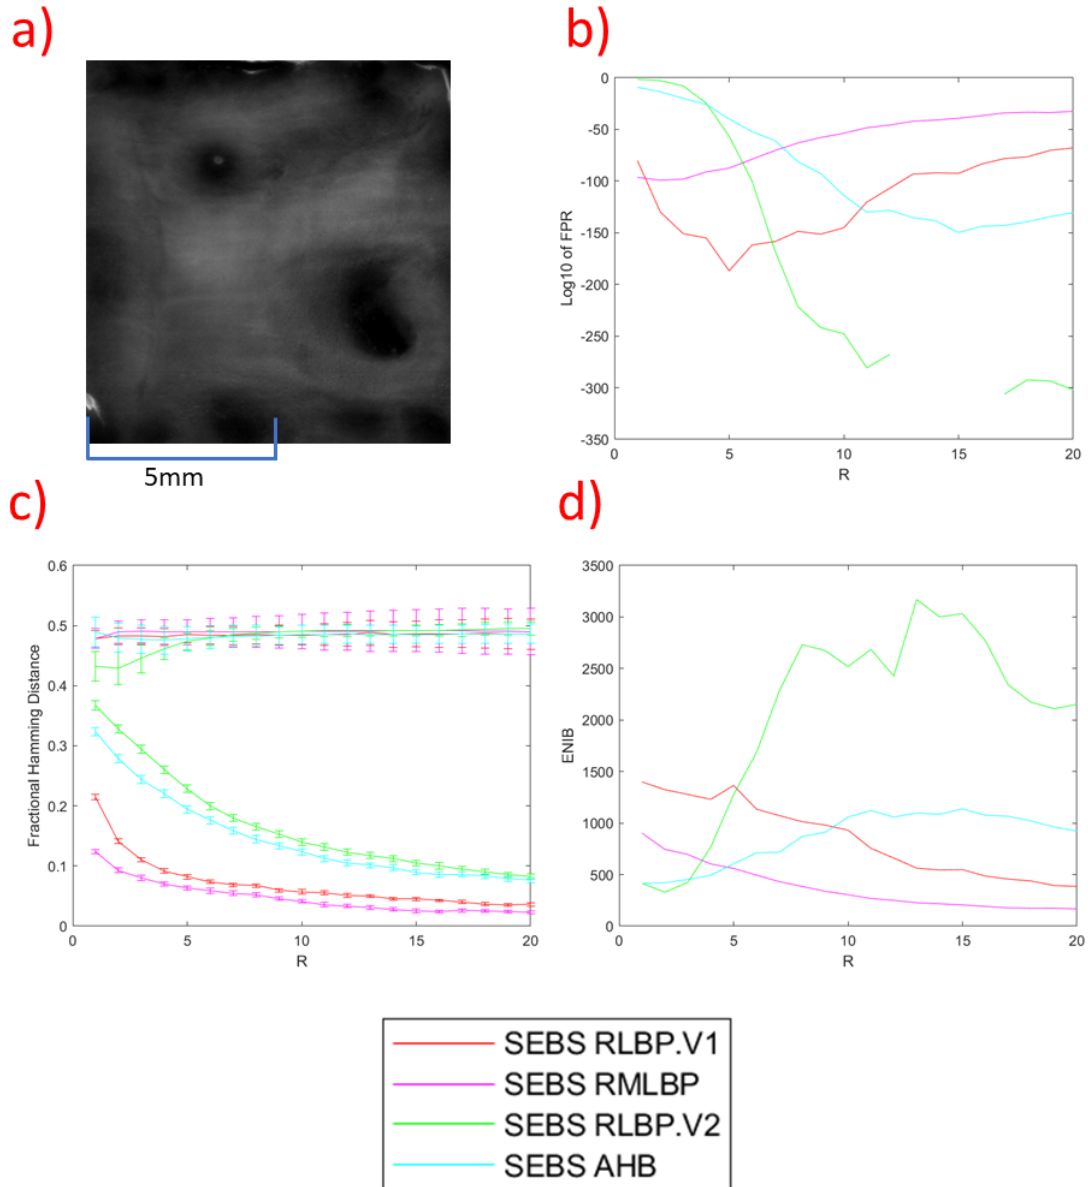 a)
5mm
b)
0
-50
-100
-150
-200
-250
-300
-350
Log10 of FPR
0
5
10
15
20
R
c)
0.6
0.5
0.4
0.3
0.2
0.1
0
Fractional Hamming Distance
0
5
10
15
20
R
d)
3500
3000
2500
2000
1500
1000
500
0
ENIB
0
5
10
15
20
R
SEBS RLBP.V1
SEBS RMLBP
SEBS RLBP.V2
SEBS AHB